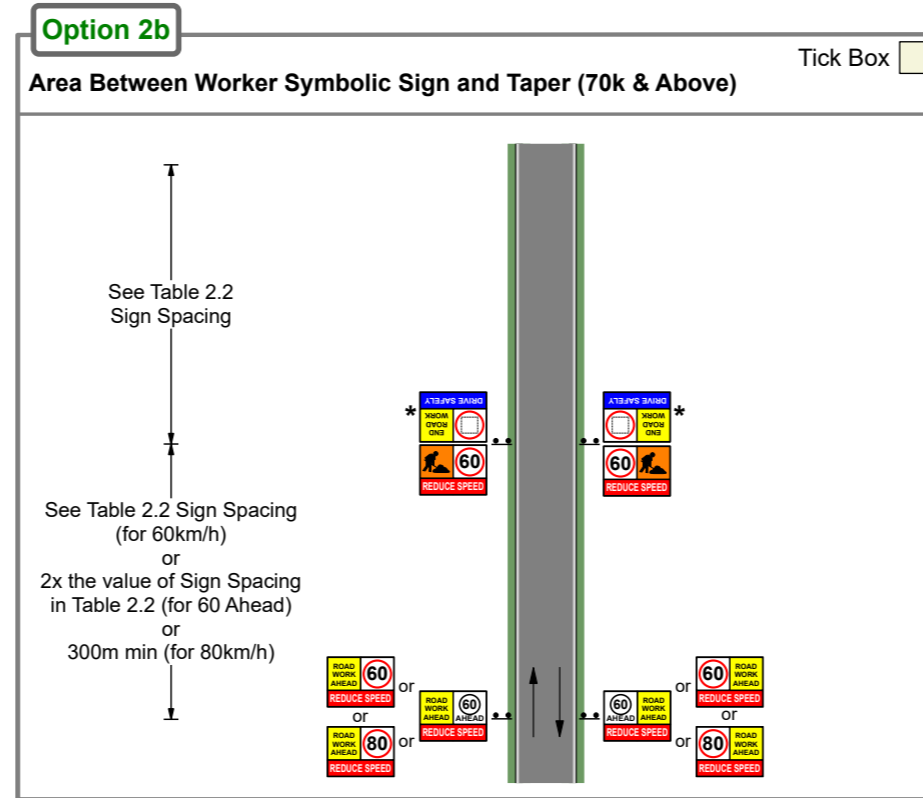 Option 2b
Tick Box
Area Between Worker Symbolic Sign and Taper (70k & Above)
See Table 2.2
Sign Spacing
DRIVE SAFELY
END
ROAD
WORK
*
60
REDUCE SPEED
DRIVE SAFELY
END
ROAD
WORK
*
60
REDUCE SPEED
See Table 2.2 Sign Spacing
(for 60km/h)
or
2x the value of Sign Spacing
in Table 2.2 (for 60 Ahead)
or
300m min (for 80km/h)
ROAD
WORK
AHEAD
60
REDUCE SPEED
or
or
ROAD
WORK
AHEAD
80
REDUCE SPEED
or
ROAD
WORK
AHEAD
60
AHEAD
REDUCE SPEED
60
AHEAD
ROAD
WORK
AHEAD
REDUCE SPEED
or
60
ROAD
WORK
AHEAD
REDUCE SPEED
or
or
80
ROAD
WORK
AHEAD
REDUCE SPEED